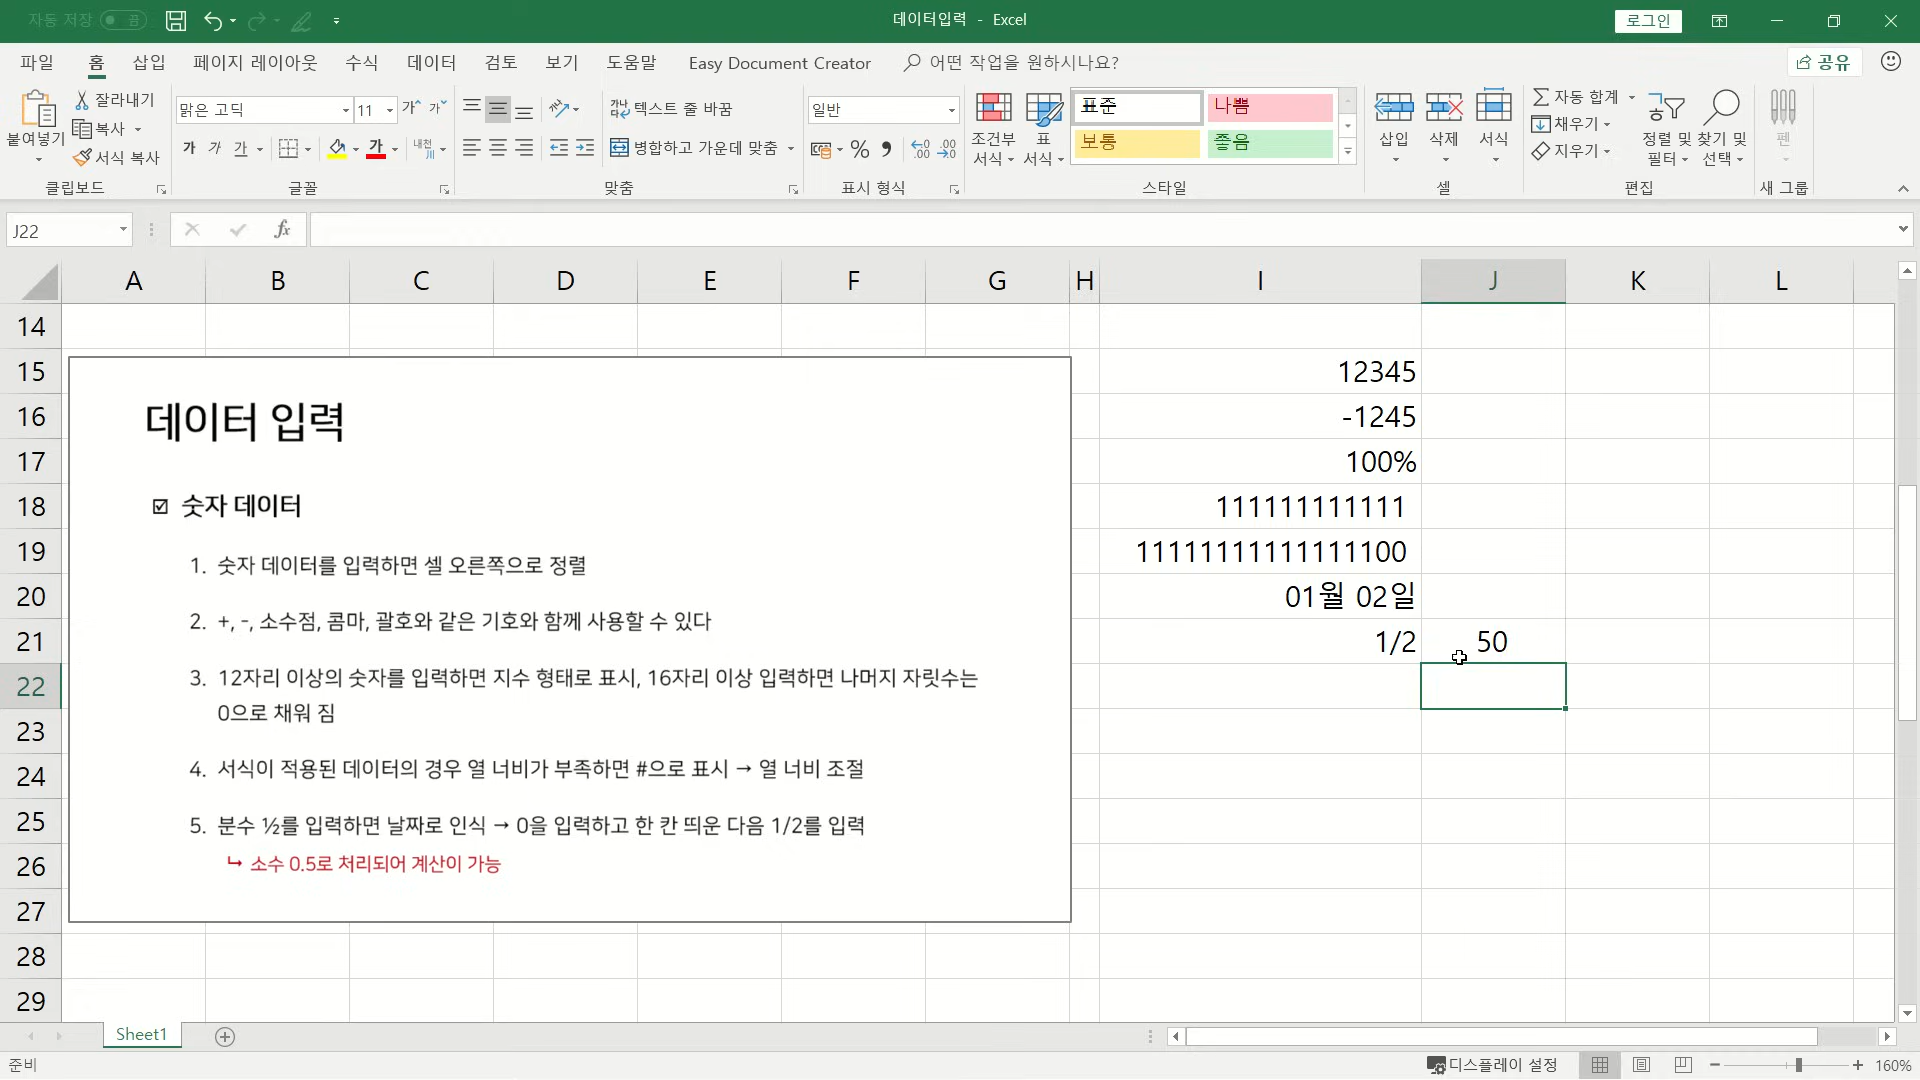 자동 저장 끔
데이터입력 - Excel
로그인
파일 홈 삽입 페이지 레이아웃 수식 데이터 검토 보기 도움말 Easy Document Creator 어떤 작업을 원하시나요? 공유
붙여넣기
잘라내기
복사
서식 복사
클립보드
맑은 고딕 11
가 가 가
글꼴
텍스트 줄 바꿈
병합하고 가운데 맞춤
맞춤
일반
표시 형식
조건부 서식
표 서식
표준 나쁨
보통 좋음
스타일
삽입 삭제 서식
셀
자동 합계
채우기
지우기
정렬 및 필터
찾기 및 선택
편집
펜
새 그룹
J22
fx
A B C D E F G H I J K L
14
15 12345
16 -1245
17 100%
18 111111111111
19 11111111111111100
20 01월 02일
21 1/2 50
22
23
24
25
26
27
28
29
데이터 입력
☑ 숫자 데이터
1. 숫자 데이터를 입력하면 셀 오른쪽으로 정렬
2. +, -, 소수점, 콤마, 괄호와 같은 기호와 함께 사용할 수 있다
3. 12자리 이상의 숫자를 입력하면 지수 형태로 표시, 16자리 이상 입력하면 나머지 자릿수는
0으로 채워 짐
4. 서식이 적용된 데이터의 경우 열 너비가 부족하면 #으로 표시 → 열 너비 조절
5. 분수 ½를 입력하면 날짜로 인식 → 0을 입력하고 한 칸 띄운 다음 1/2를 입력
↳ 소수 0.5로 처리되어 계산이 가능
Sheet1
준비
디스플레이 설정
160%